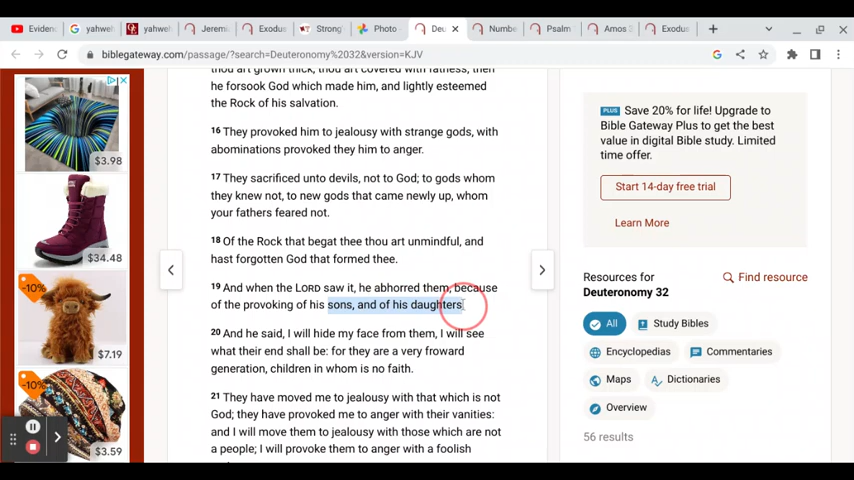 Evidenc
yahweh
yahweh
Jeremi
Exodus
Strong
Photo
Deu
Numbe
Psalm
Amos 3
Exodus
biblegateway.com/passage/?search=Deuteronomy%2032&version=KJV
thou art grown thick, thou art covered with fatness; then
he forsook God which made him, and lightly esteemed
the Rock of his salvation.
16 They provoked him to jealousy with strange gods, with
abominations provoked they him to anger.
17 They sacrificed unto devils, not to God; to gods whom
they knew not, to new gods that came newly up, whom
your fathers feared not.
18 Of the Rock that begat thee thou art unmindful, and
hast forgotten God that formed thee.
19 And when the LORD saw it, he abhorred them, because
of the provoking of his sons, and of his daughters.
20 And he said, I will hide my face from them, I will see
what their end shall be: for they are a very froward
generation, children in whom is no faith.
21 They have moved me to jealousy with that which is not
God; they have provoked me to anger with their vanities:
and I will move them to jealousy with those which are not
a people; I will provoke them to anger with a foolish
$3.98
$34.48
-10%
$7.19
-10%
$3.59
PLUS Save 20% for life! Upgrade to
Bible Gateway Plus to get the best
value in digital Bible study. Limited
time offer.
Start 14-day free trial
Learn More
Resources for
Deuteronomy 32
Find resource
All
Study Bibles
Encyclopedias
Commentaries
Maps
Dictionaries
Overview
56 results